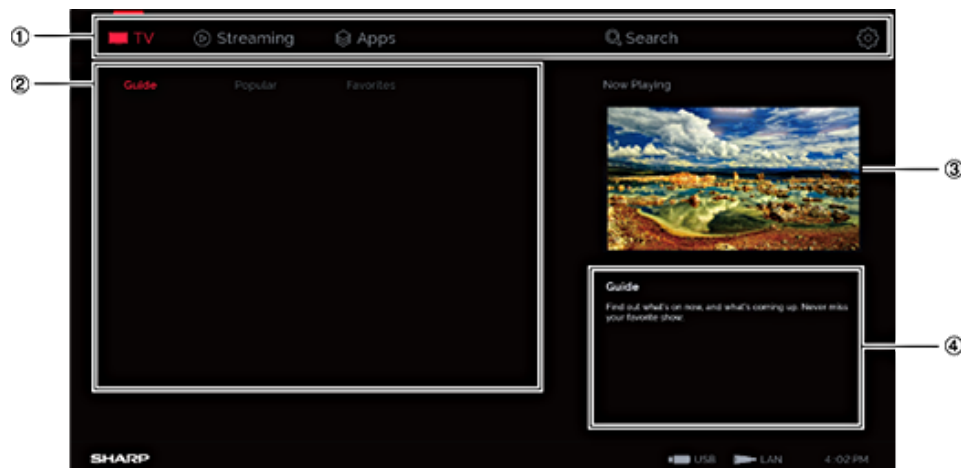 ① TV Streaming Apps Search
② Guide Popular Favorites
Now Playing
③
Guide
Find out what's on now, and what's coming up. Never miss
your favorite show.
④
SHARP USB LAN 4:02 PM